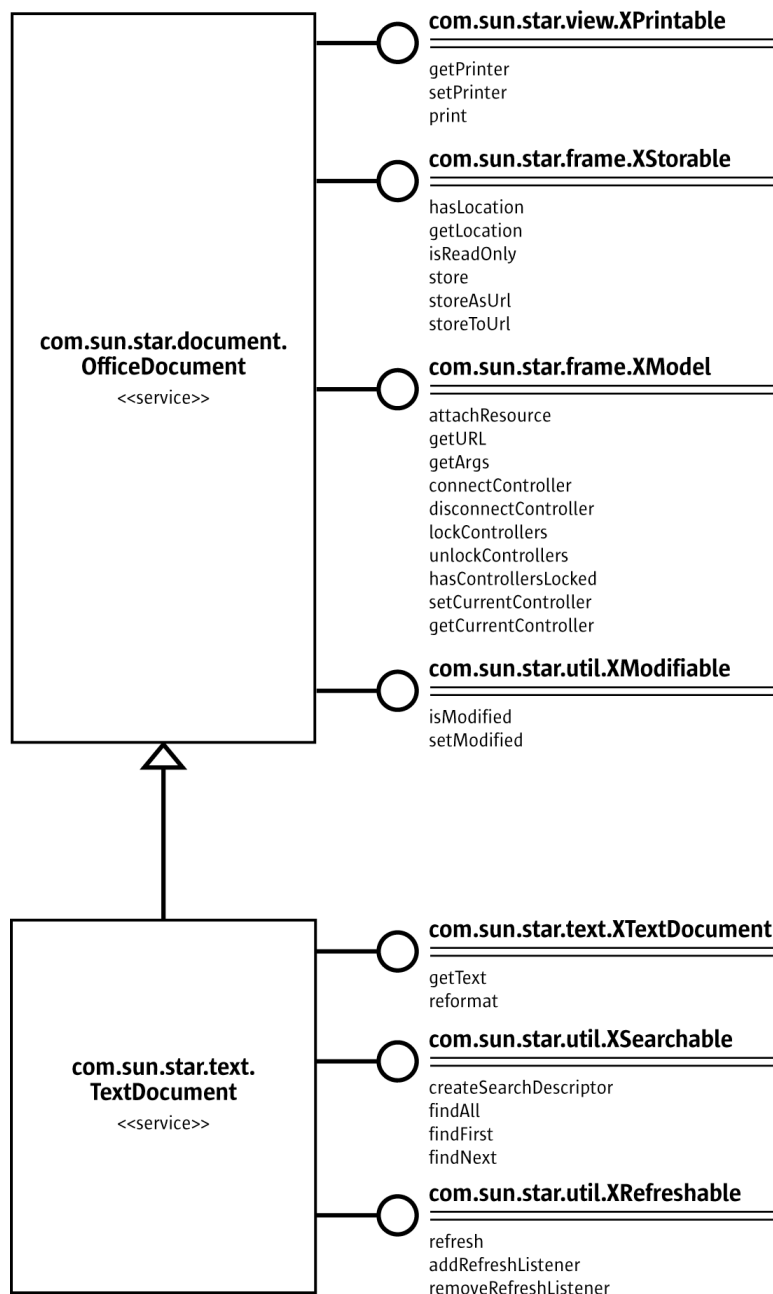 com.sun.star.view.XPrintable
getPrinter
setPrinter
print
com.sun.star.frame.XStorable
hasLocation
getLocation
isReadOnly
store
storeAsUrl
storeToUrl
com.sun.star.document.
OfficeDocument
<<service>>
com.sun.star.frame.XModel
attachResource
getURL
getArgs
connectController
disconnectController
lockControllers
unlockControllers
hasControllersLocked
setCurrentController
getCurrentController
com.sun.star.util.XModifiable
isModified
setModified
com.sun.star.text.XTextDocument
getText
reformat
com.sun.star.text.
TextDocument
<<service>>
com.sun.star.util.XSearchable
createSearchDescriptor
findAll
findFirst
findNext
com.sun.star.util.XRefreshable
refresh
addRefreshListener
removeRefreshListener